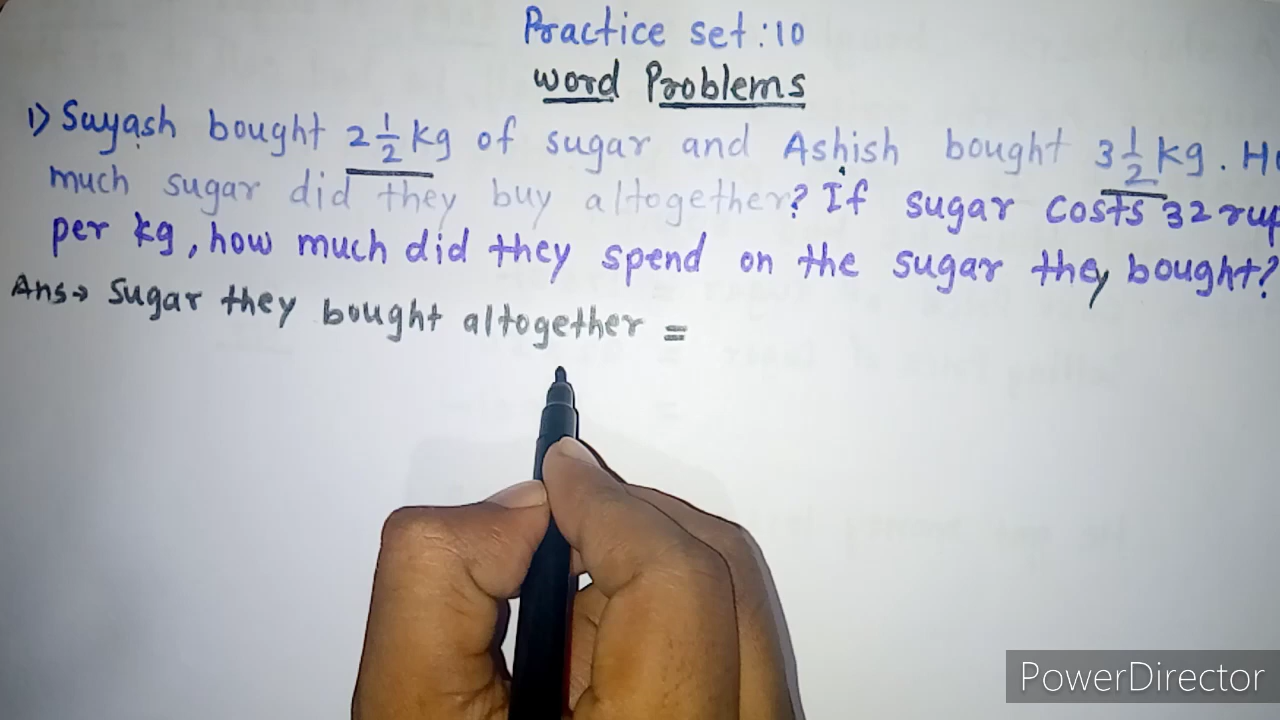 Practice set:10
Word Problems
1) Suyash bought 2 1/2 kg of sugar and Ashish bought 3 1/2 kg.
much sugar did they buy altogether? If sugar costs 32
per kg, how much did they spend on the sugar they bought?
Ans→ Sugar they bought altogether =
PowerDirector